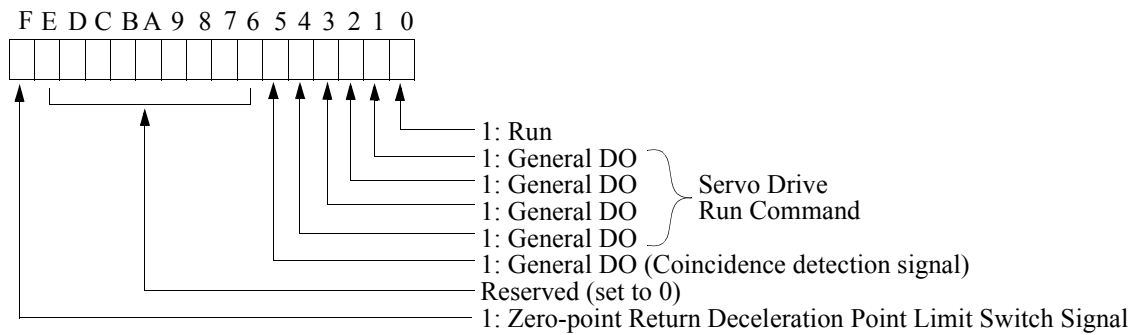 F E D C B A 9 8 7 6 5 4 3 2 1 0
1: Run
1: General DO
1: General DO
1: General DO
1: General DO
Servo Drive
Run Command
1: General DO (Coincidence detection signal)
Reserved (set to 0)
1: Zero-point Return Deceleration Point Limit Switch Signal